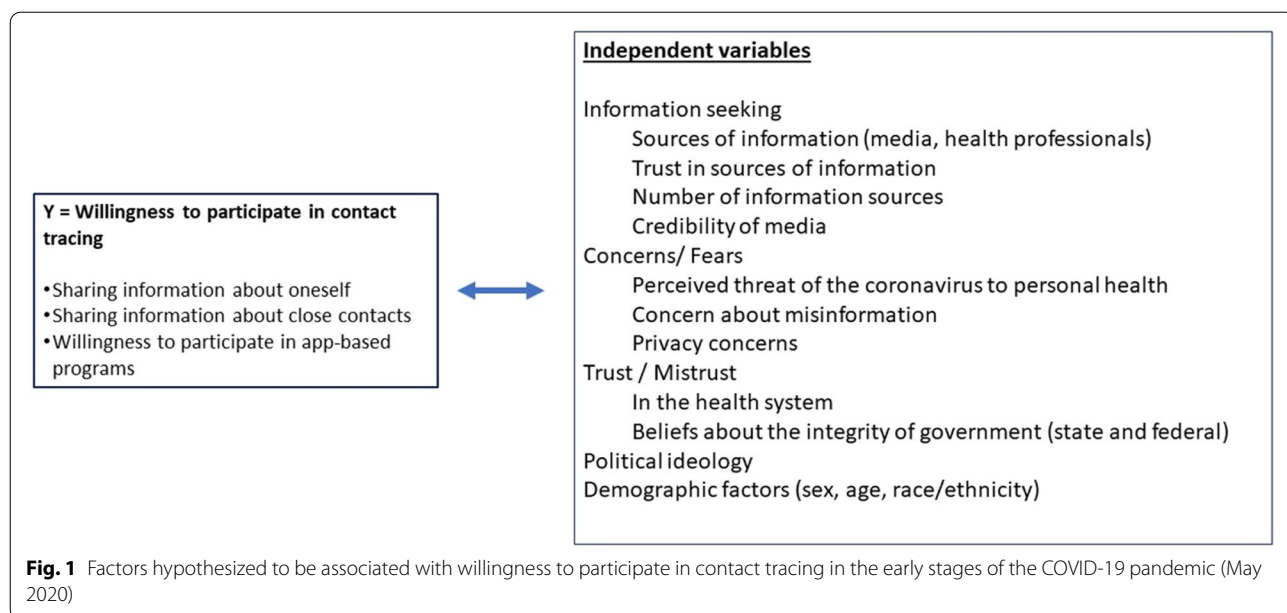 Y = Willingness to participate in contact
tracing
•Sharing information about oneself
•Sharing information about close contacts
•Willingness to participate in app-based
programs
Independent variables
Information seeking
Sources of information (media, health professionals)
Trust in sources of information
Number of information sources
Credibility of media
Concerns/ Fears
Perceived threat of the coronavirus to personal health
Concern about misinformation
Privacy concerns
Trust / Mistrust
In the health system
Beliefs about the integrity of government (state and federal)
Political ideology
Demographic factors (sex, age, race/ethnicity)
Fig. 1 Factors hypothesized to be associated with willingness to participate in contact tracing in the early stages of the COVID-19 pandemic (May
2020)